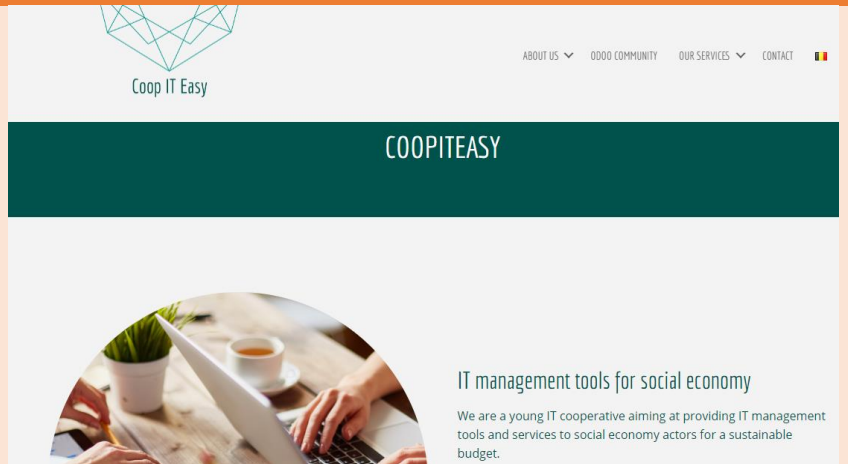 Coop IT Easy
ABOUT US
ODOO COMMUNITY
OUR SERVICES
CONTACT
COOPITEASY
IT management tools for social economy
We are a young IT cooperative aiming at providing IT management
tools and services to social economy actors for a sustainable
budget.